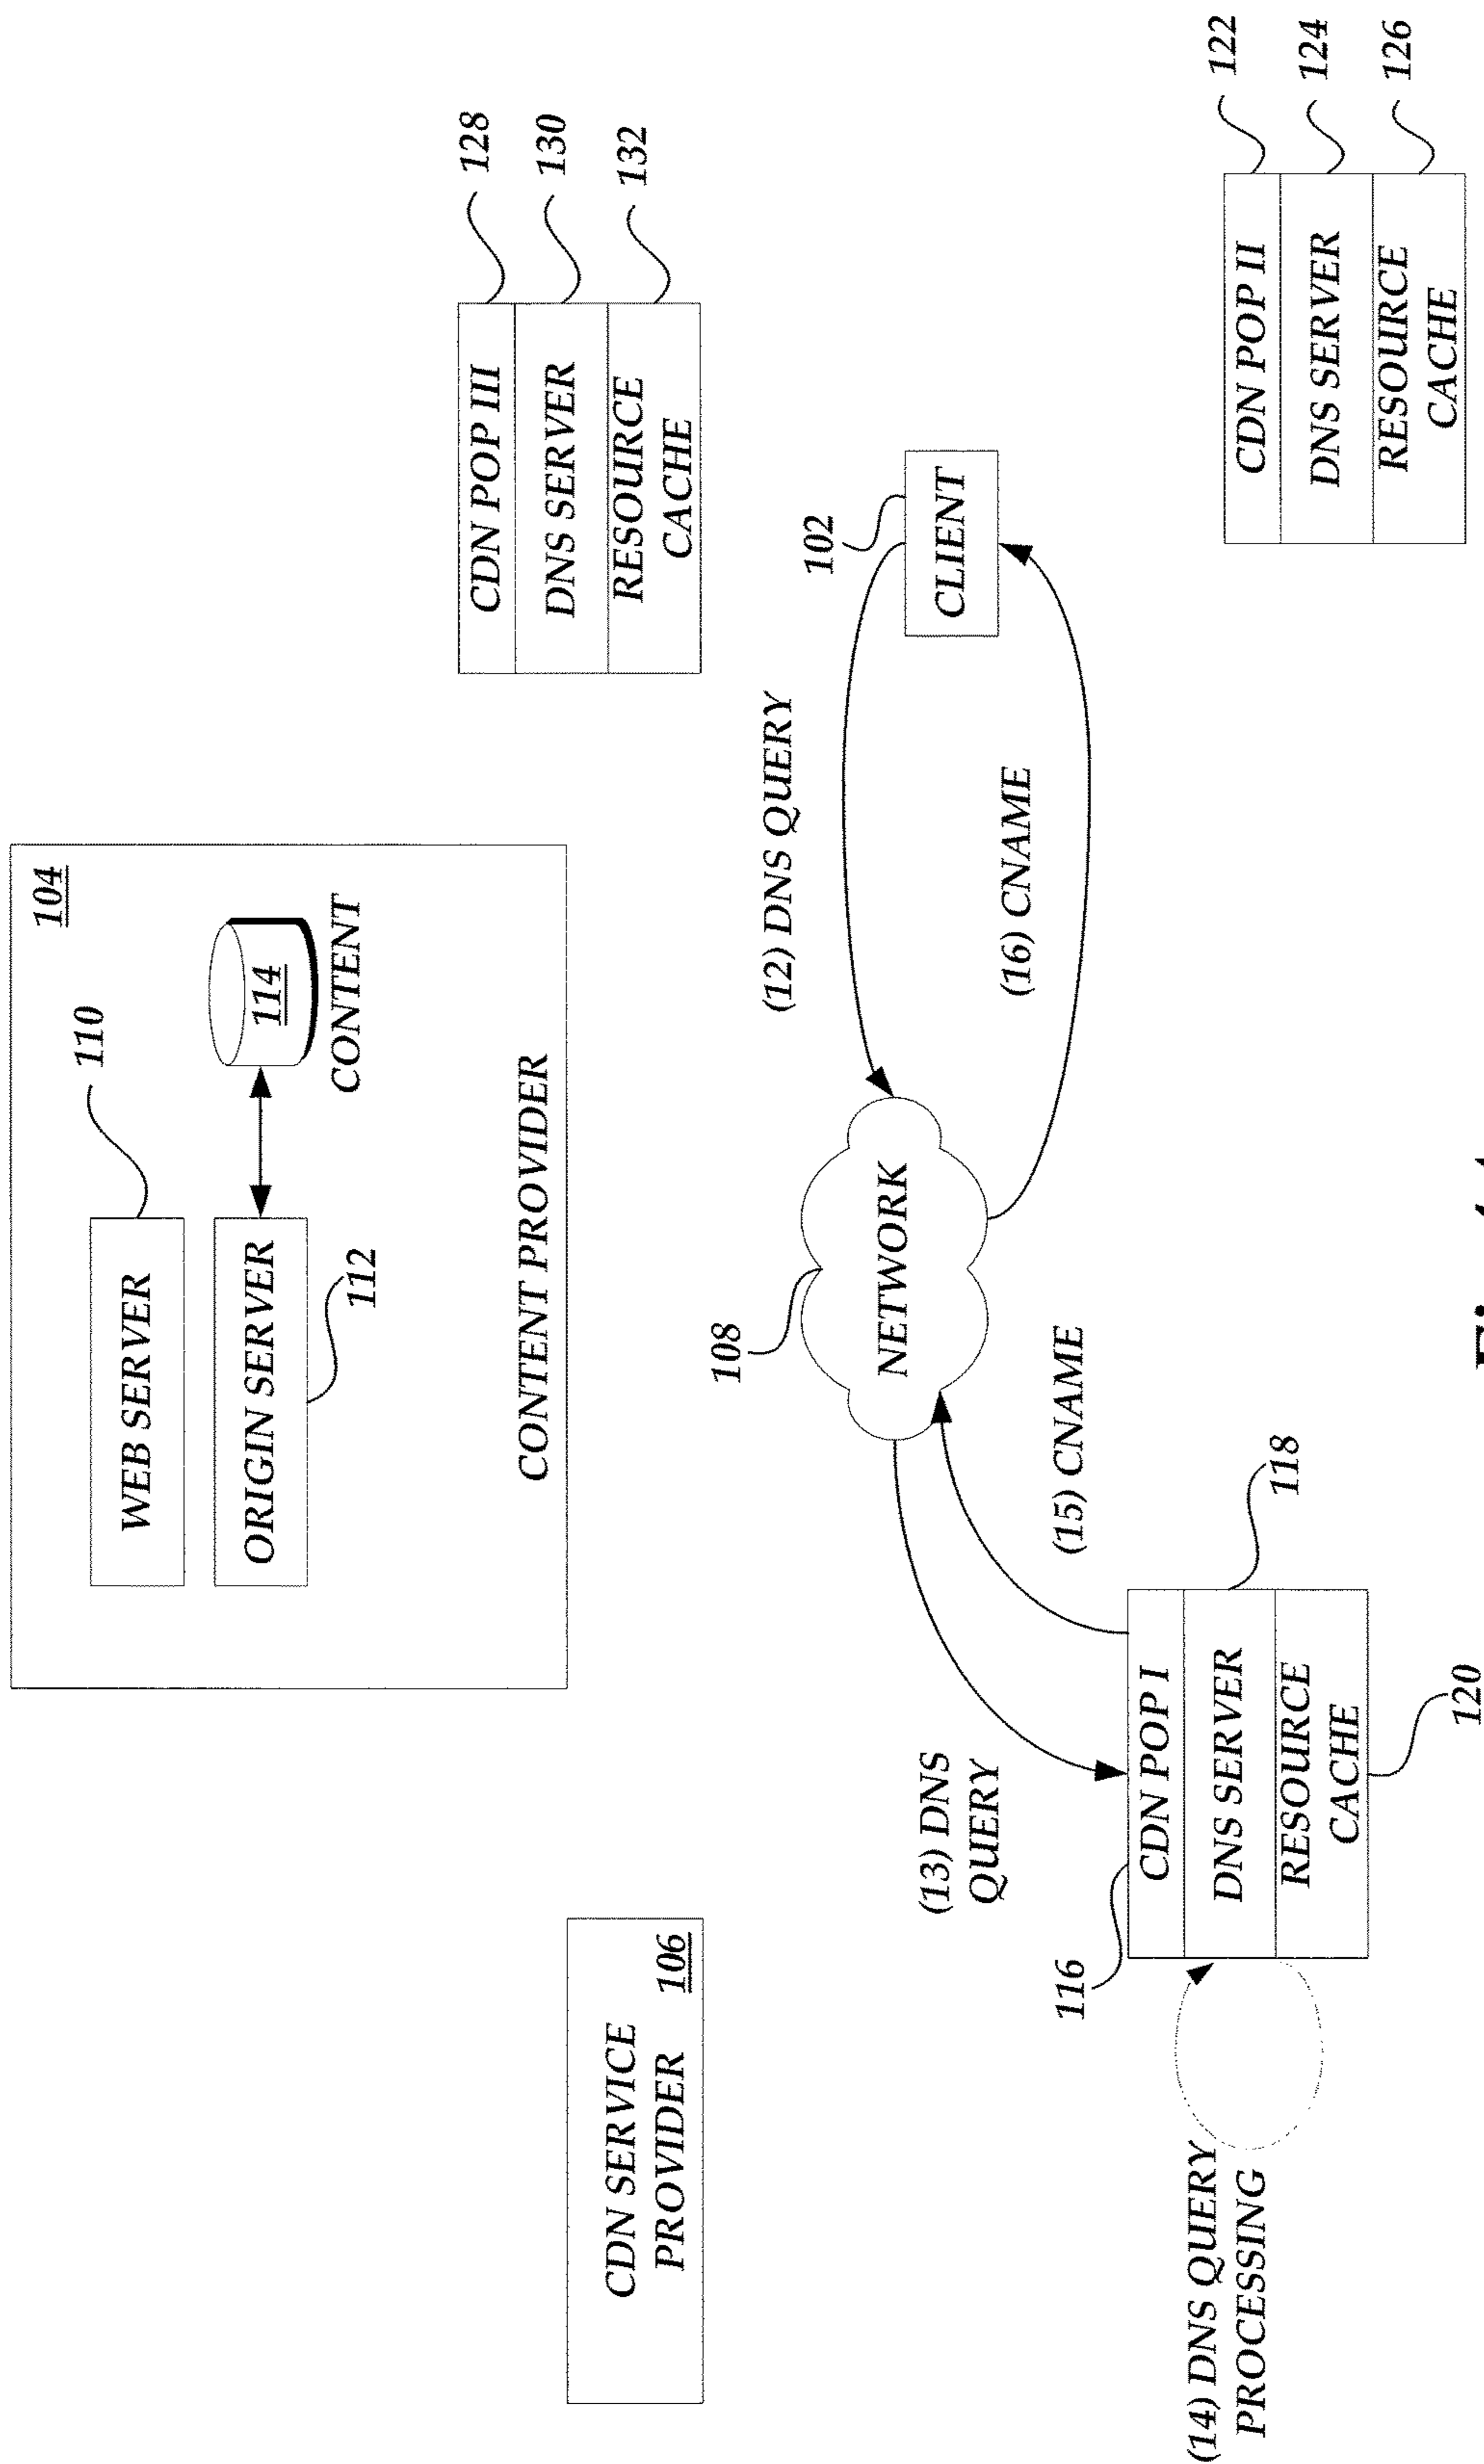 104
110
WEB SERVER
ORIGIN SERVER
112
114
CONTENT
CONTENT PROVIDER
CDN SERVICE
PROVIDER
106
128
130
132
CDN POP III
DNS SERVER
RESOURCE
CACHE
(12) DNS QUERY
102
CLIENT
108
NETWORK
(16) CNAME
(13) DNS
QUERY
(15) CNAME
116
118
CDN POP I
DNS SERVER
RESOURCE
CACHE
120
(14) DNS QUERY
PROCESSING
122
124
126
CDN POP II
DNS SERVER
RESOURCE
CACHE